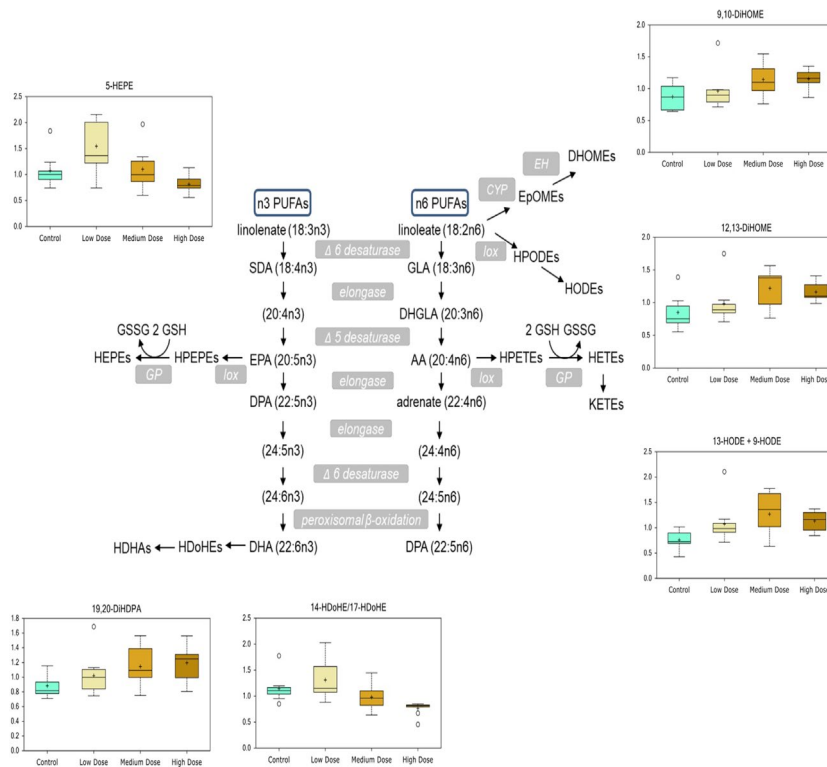 9,10-DiHOME
2.0
1.5
1.0
0.5
0.0
Control Low Dose Medium Dose High Dose
5-HEPE
2.5
2.0
1.5
1.0
0.5
0.0
Control Low Dose Medium Dose High Dose
n3 PUFAs n6 PUFAs
CYP EH DHOMEs
EpOMEs
linolenate (18:3n3) linoleate (18:2n6)
Δ 6 desaturase lox HPODEs
SDA (18:4n3) GLA (18:3n6)
HODEs
elongase
(20:4n3) DHGLA (20:3n6)
GSSG 2 GSH Δ 5 desaturase 2 GSH GSSG
HEPEs HPEPEs EPA (20:5n3) AA (20:4n6) HPETEs HETEs
GP lox elongase lox GP
DPA (22:5n3) adrenate (22:4n6) KETEs
elongase
(24:5n3) (24:4n6)
Δ 6 desaturase
(24:6n3) (24:5n6)
peroxisomal β-oxidation
HDHAs HDoHEs DHA (22:6n3) DPA (22:5n6)
12,13-DiHOME
2.0
1.5
1.0
0.5
0.0
Control Low Dose Medium Dose High Dose
13-HODE + 9-HODE
2.5
2.0
1.5
1.0
0.5
0.0
Control Low Dose Medium Dose High Dose
19,20-DiHDPA
1.8
1.6
1.4
1.2
1.0
0.8
0.6
0.4
0.2
0.0
Control Low Dose Medium Dose High Dose
14-HDoHE/17-HDoHE
2.5
2.0
1.5
1.0
0.5
0.0
Control Low Dose Medium Dose High Dose